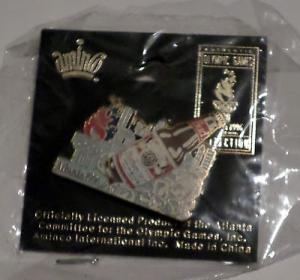 aminco
AUTHENTIC
OLYMPIC GAMES
COLLECTION
Officially Licensed Product of the Atlanta
Committee for the Olympic Games, Inc.
Aminco International Inc. Made in China